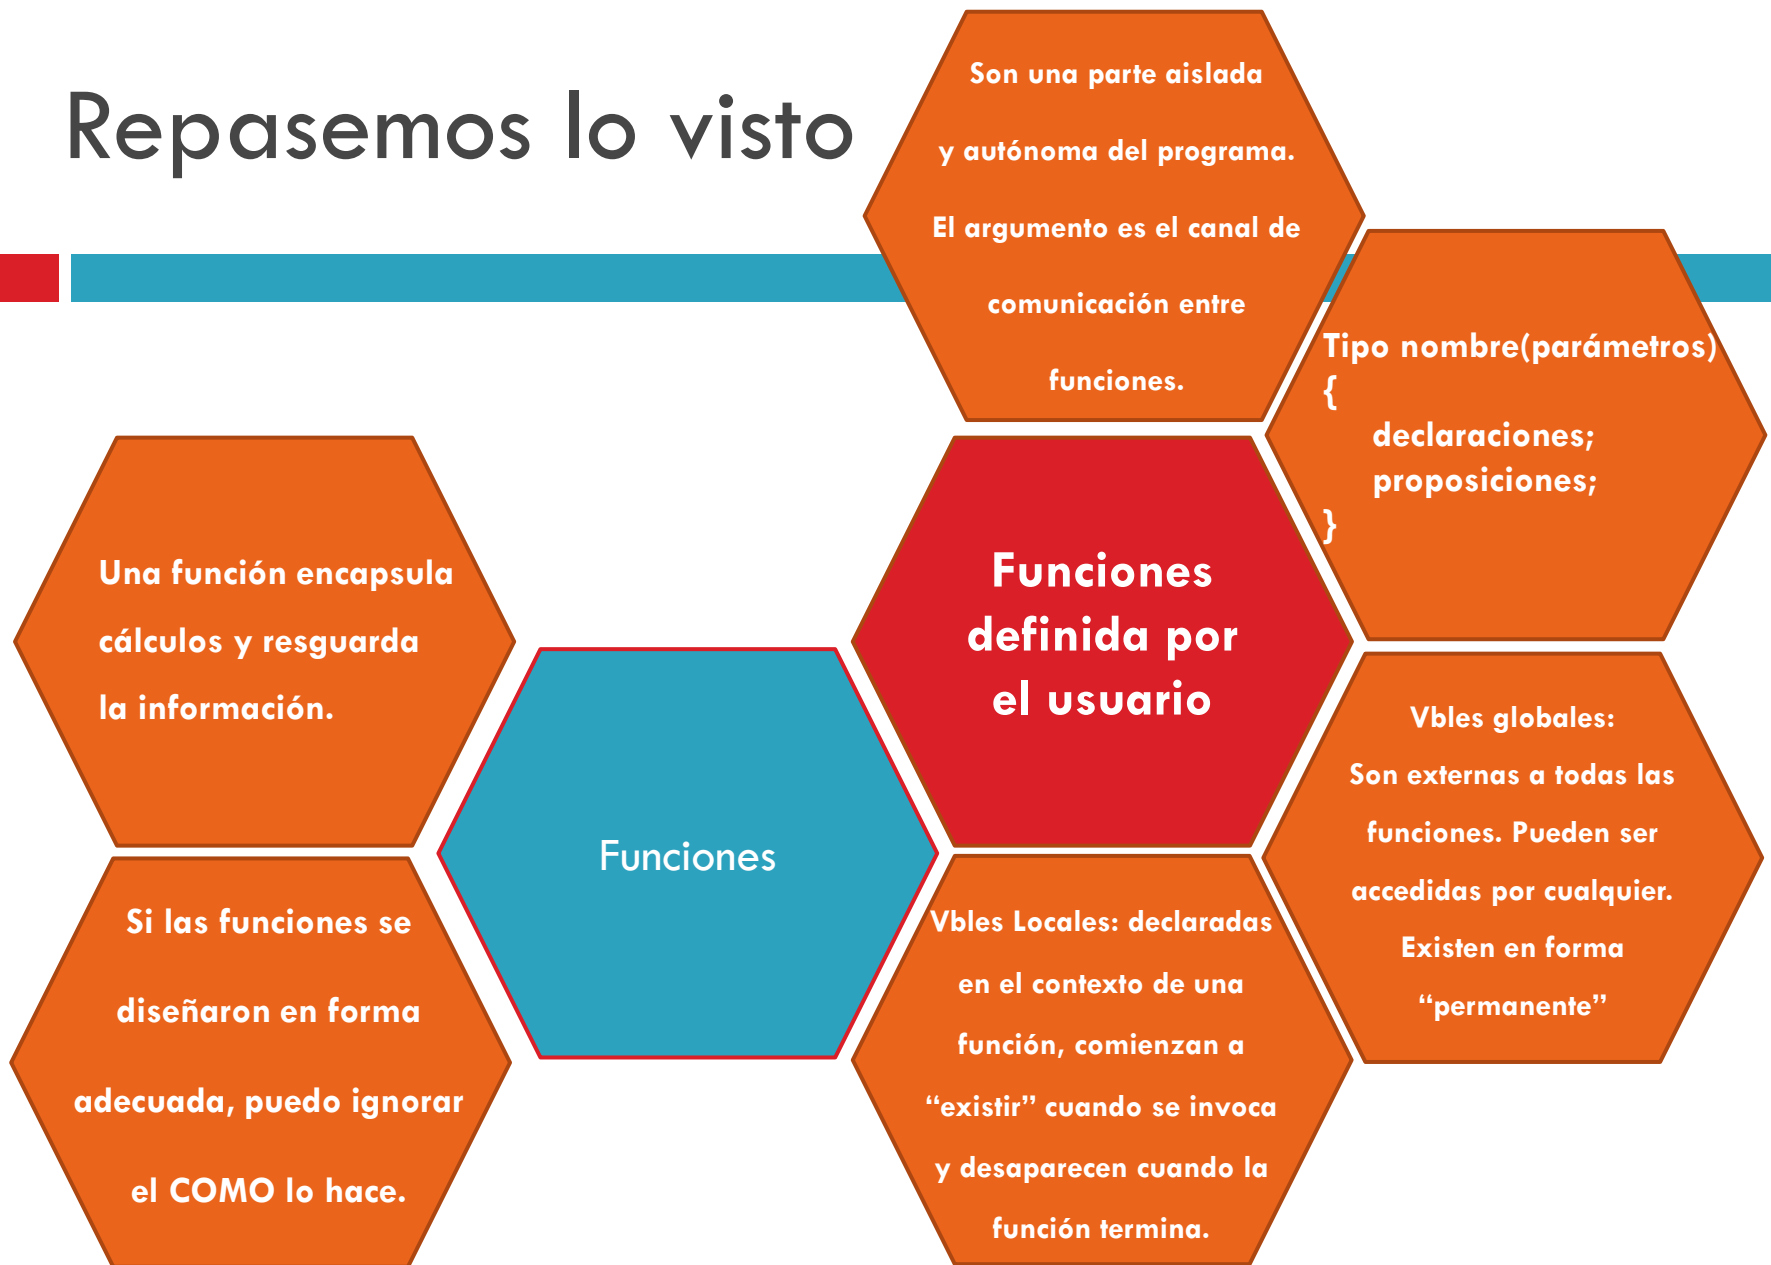 Repasemos lo visto
Son una parte aislada
y autónoma del programa.
El argumento es el canal de
comunicación entre
funciones.
Tipo nombre(parámetros)
{
declaraciones;
proposiciones;
}
Una función encapsula
cálculos y resguarda
la información.
Funciones
definida por
el usuario
Vbles globales:
Son externas a todas las
funciones. Pueden ser
accedidas por cualquier.
Existen en forma
“permanente”
Funciones
Si las funciones se
diseñaron en forma
adecuada, puedo ignorar
el COMO lo hace.
Vbles Locales: declaradas
en el contexto de una
función, comienzan a
“existir” cuando se invoca
y desaparecen cuando la
función termina.